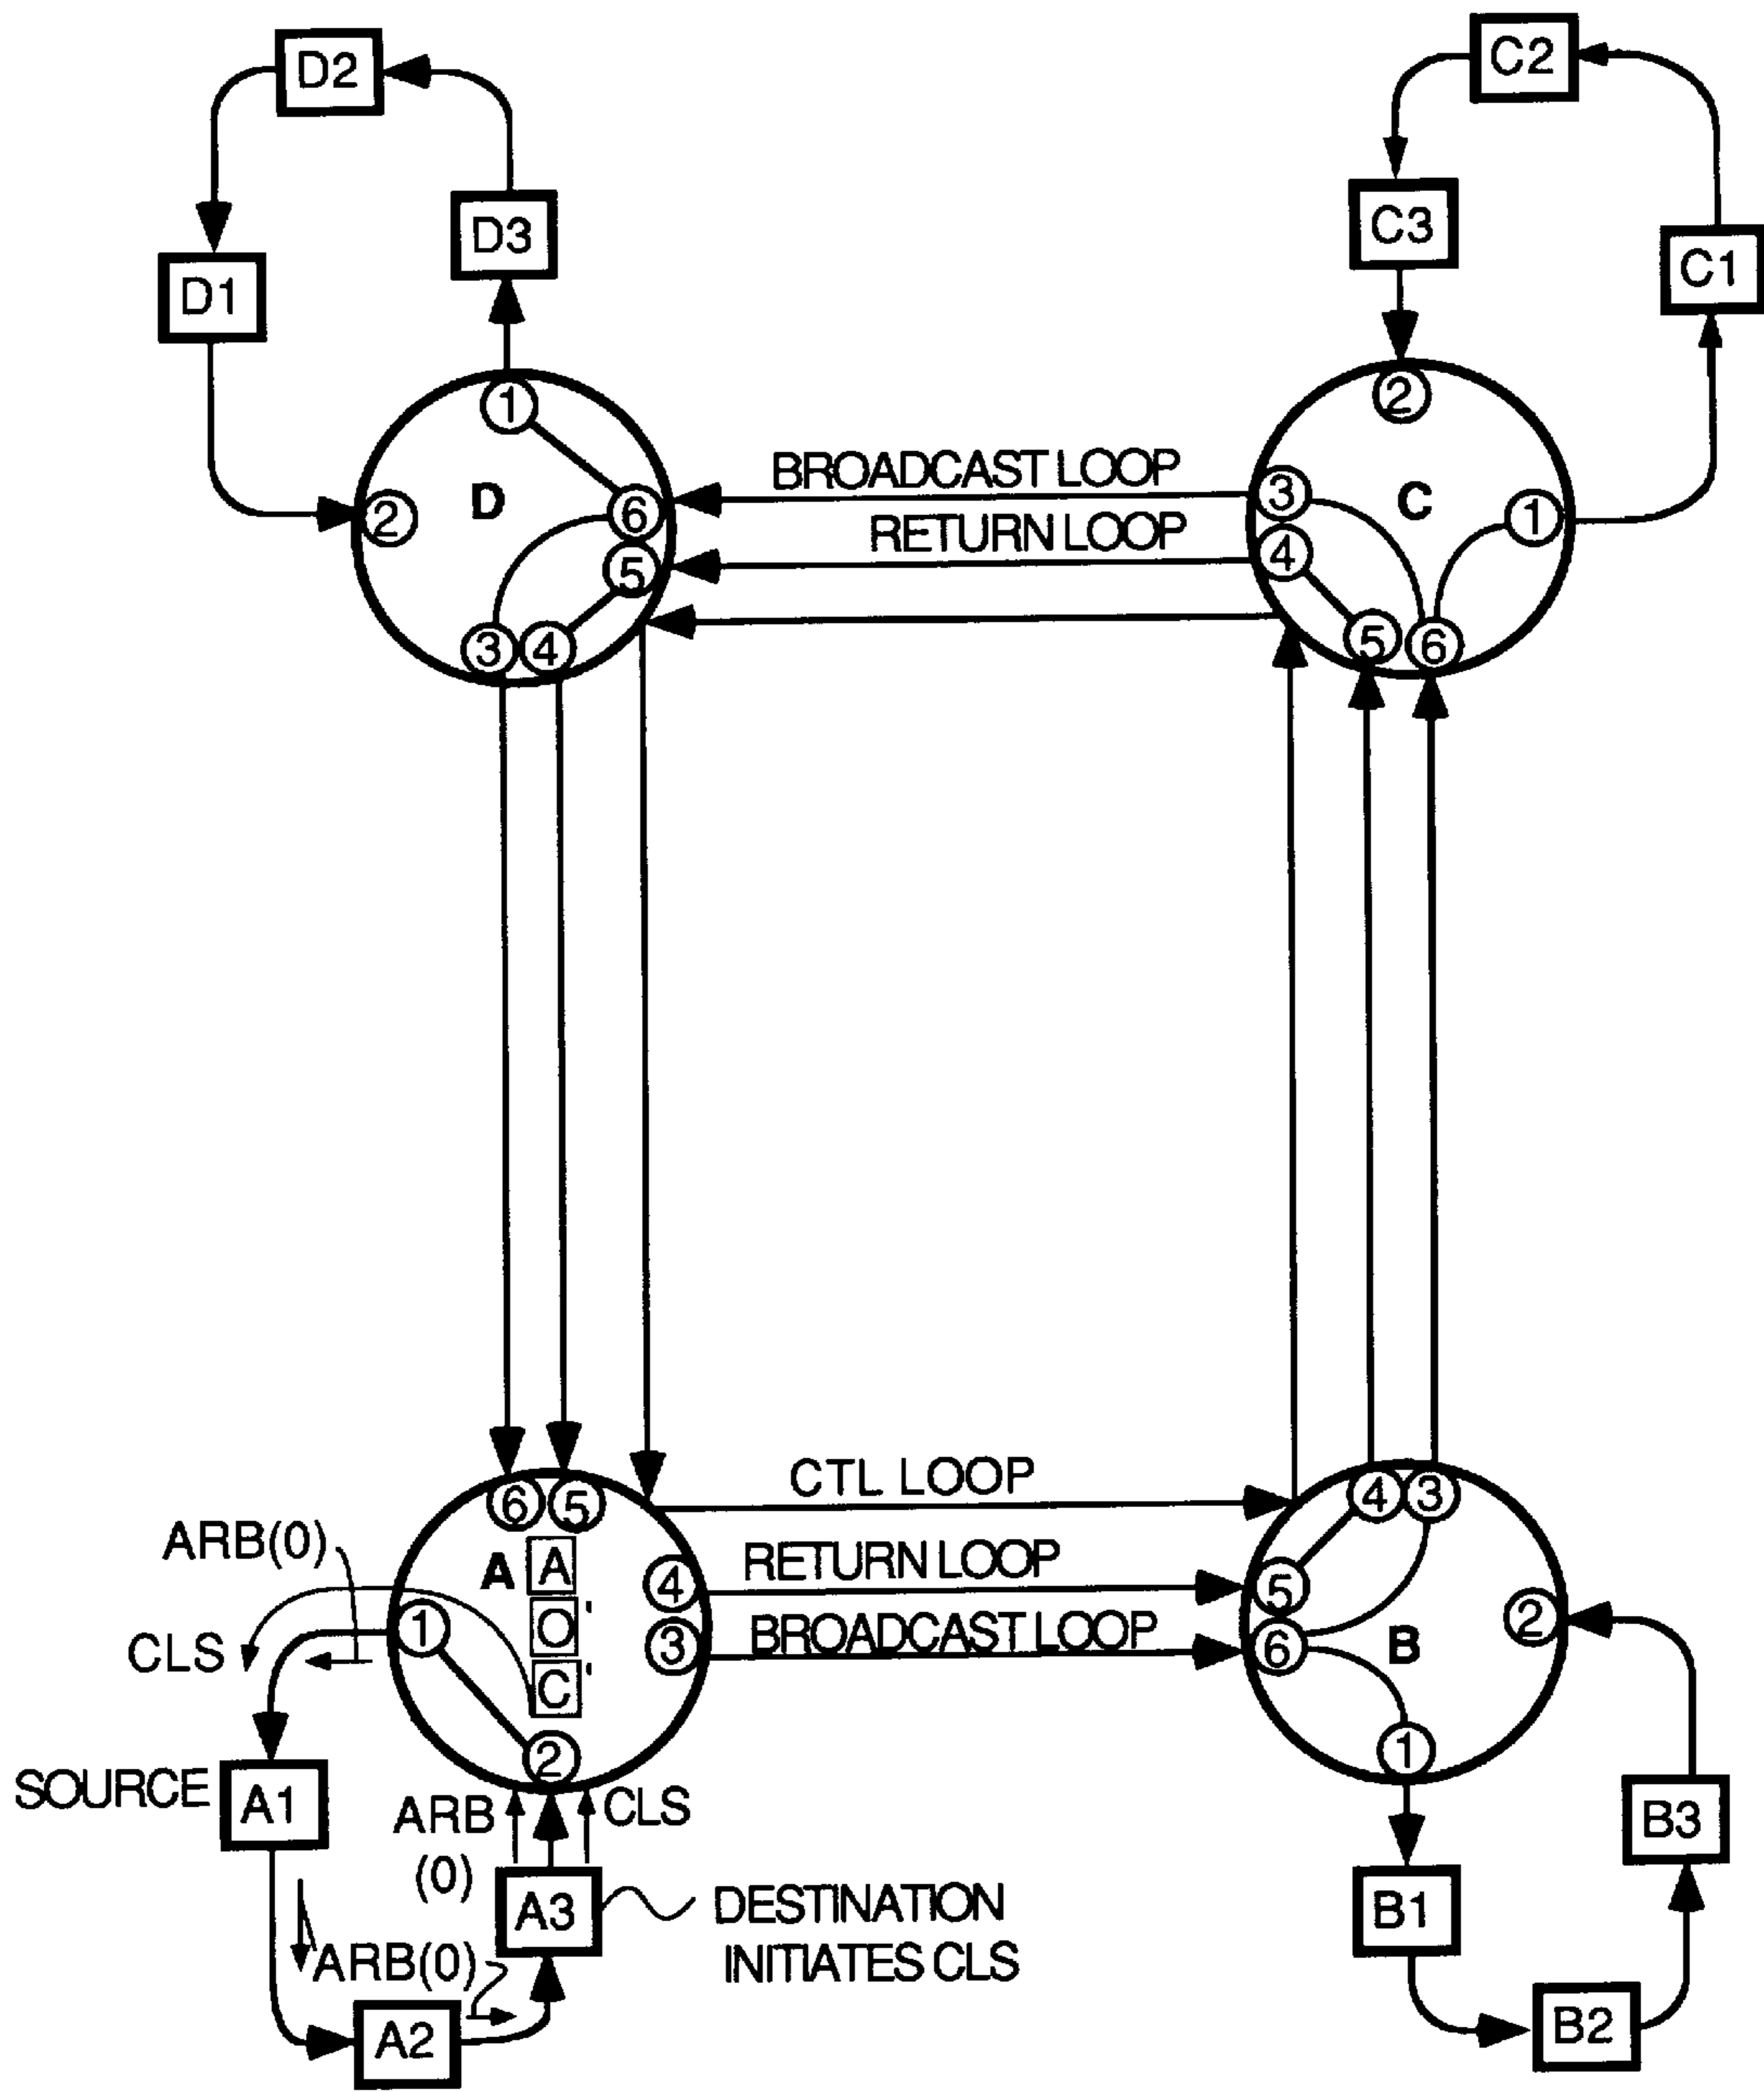 D2
C2
D3
C3
D1
C1
1
2
BROADCAST LOOP
3
C
D
6
1
2
RETURN LOOP
4
5
3
4
5
6
CTL LOOP
6
5
4
3
ARB(0)
A
A
RETURN LOOP
4
5
O'
2
1
BROADCAST LOOP
3
6
B
CLS
C'
2
1
SOURCE
A1
ARB
(0)
CLS
B3
A3
DESTINATION
INITIATES CLS
B1
ARB(0)
A2
B2